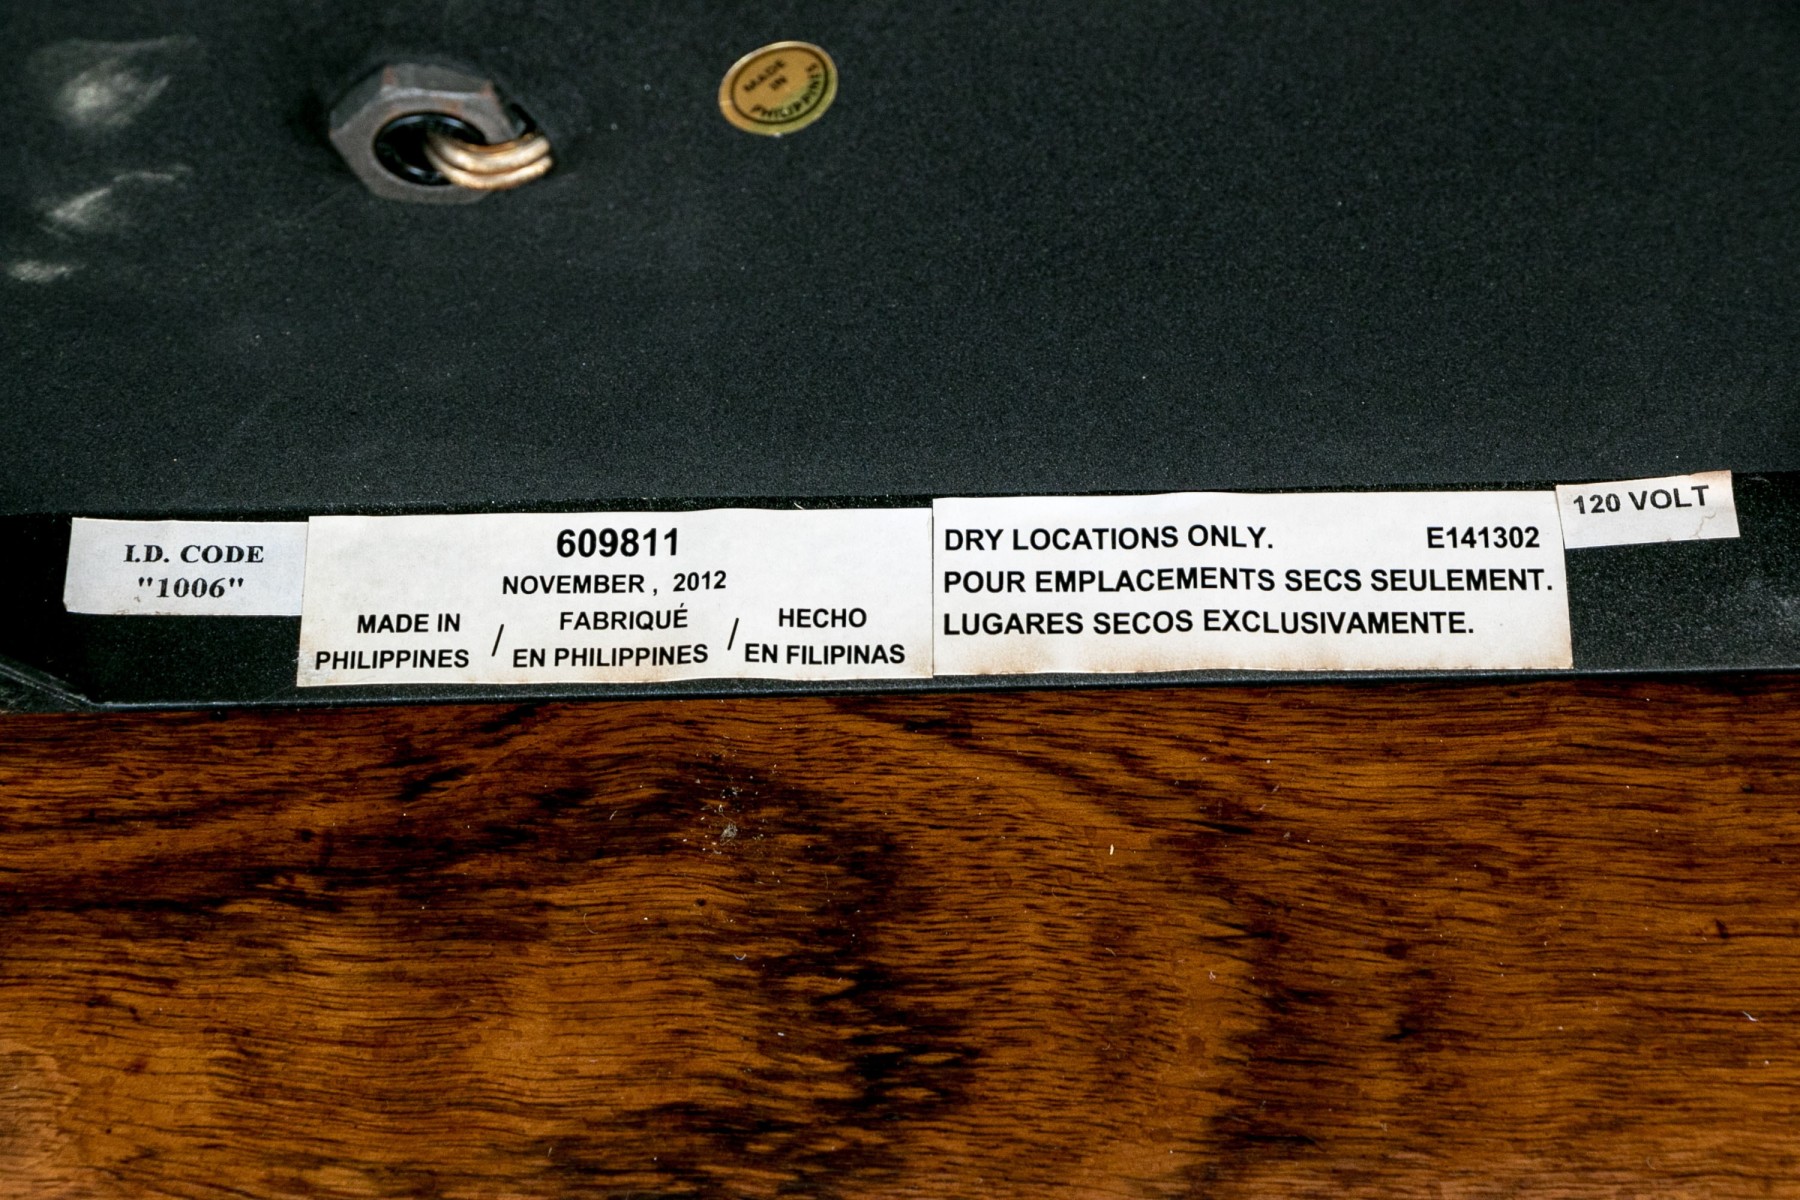 MADE
IN
PHILIPPINES
I.D. CODE
"1006"
609811
NOVEMBER , 2012
MADE IN
PHILIPPINES
/
FABRIQUÉ
EN PHILIPPINES
/
HECHO
EN FILIPINAS
DRY LOCATIONS ONLY. E141302
POUR EMPLACEMENTS SECS SEULEMENT.
LUGARES SECOS EXCLUSIVAMENTE.
120 VOLT